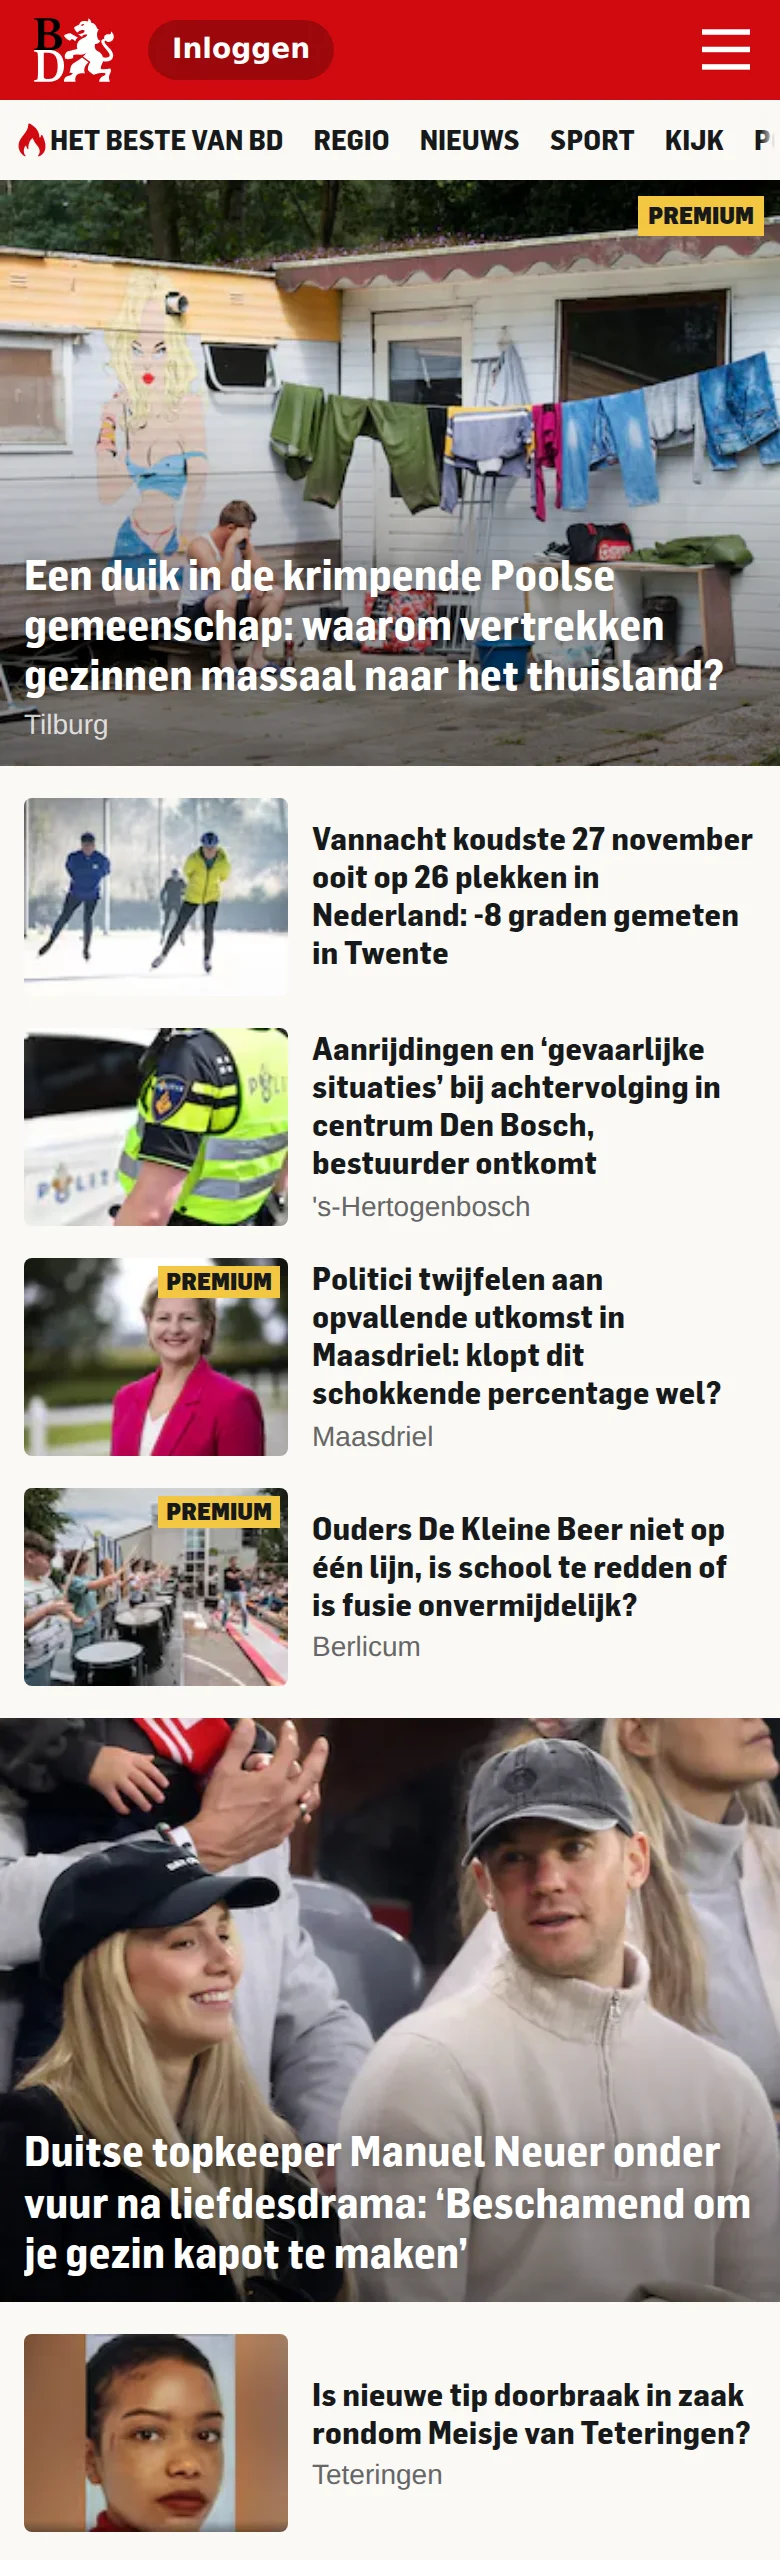 B
D
Inloggen
HET BESTE VAN BD REGIO NIEUWS SPORT KIJK
PREMIUM
Een duik in de krimpende Poolse
gemeenschap: waarom vertrekken
gezinnen massaal naar het thuisland?
Tilburg
Vannacht koudste 27 november
ooit op 26 plekken in
Nederland: -8 graden gemeten
in Twente
Aanrijdingen en ‘gevaarlijke
situaties’ bij achtervolging in
centrum Den Bosch,
bestuurder ontkomt
's-Hertogenbosch
PREMIUM
Politici twijfelen aan
opvallende utkomst in
Maasdriel: klopt dit
schokkende percentage wel?
Maasdriel
PREMIUM
Ouders De Kleine Beer niet op
één lijn, is school te redden of
is fusie onvermijdelijk?
Berlicum
Duitse topkeeper Manuel Neuer onder
vuur na liefdesdrama: ‘Beschamend om
je gezin kapot te maken’
Is nieuwe tip doorbraak in zaak
rondom Meisje van Teteringen?
Teteringen